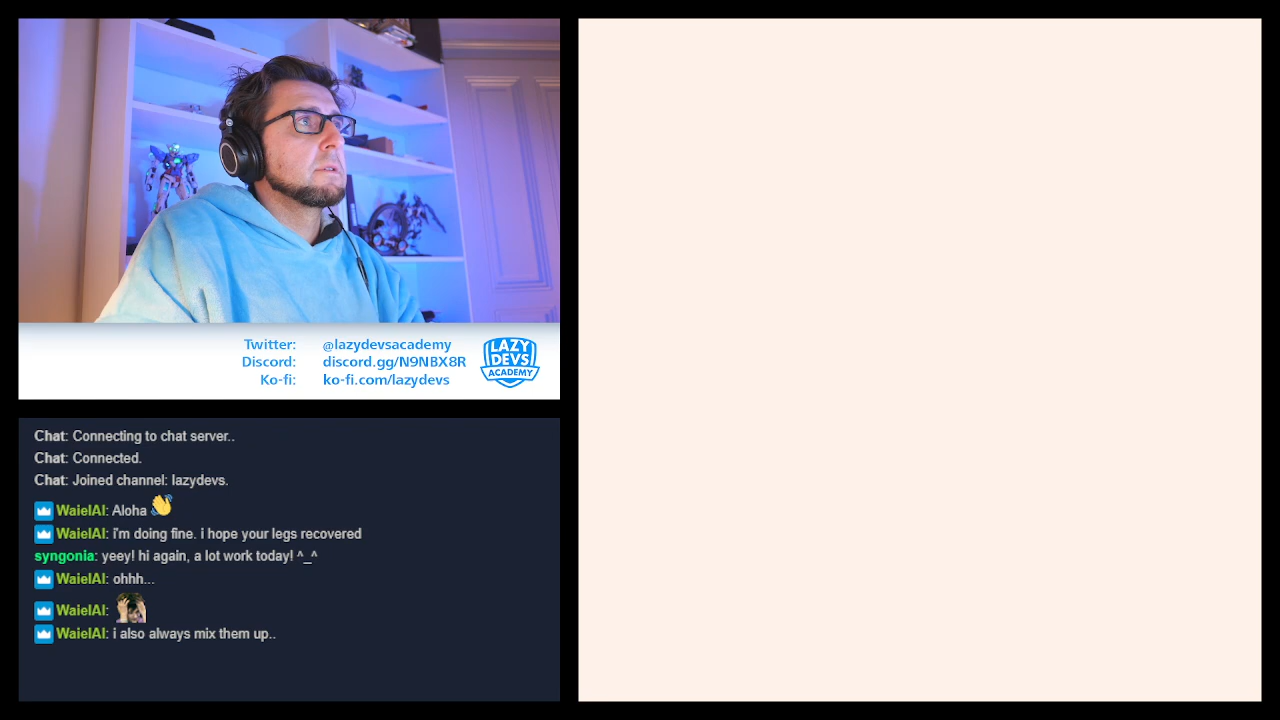 Twitter: @lazydevsacademy
Discord: discord.gg/N9NBX8R
Ko-fi: ko-fi.com/lazydevs
LAZY
DEVS
ACADEMY
Chat: Connecting to chat server..
Chat: Connected.
Chat: Joined channel: lazydevs.
WaielAl: Aloha 👋
WaielAl: i'm doing fine. i hope your legs recovered
syngonia: yeey! hi again, a lot work today! ^_^
WaielAl: ohhh...
WaielAl:
WaielAl: i also always mix them up..